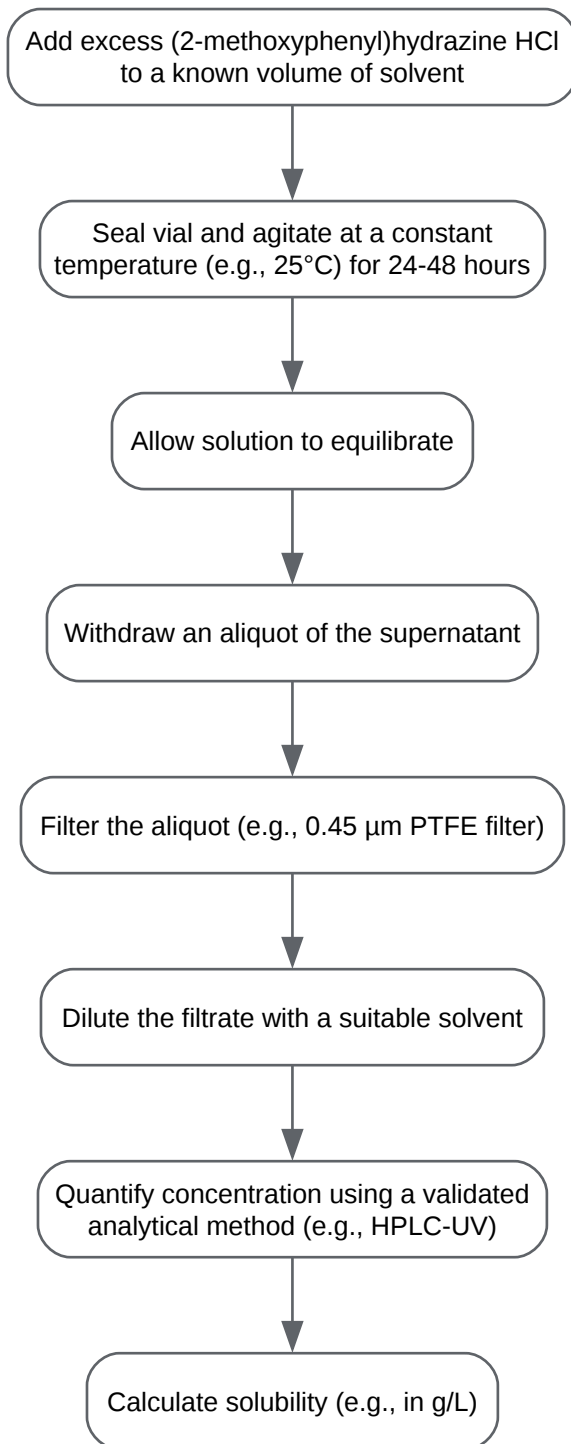 Add excess (2-methoxyphenyl)hydrazine HCl
to a known volume of solvent
Seal vial and agitate at a constant
temperature (e.g., 25°C) for 24-48 hours
Allow solution to equilibrate
Withdraw an aliquot of the supernatant
Filter the aliquot (e.g., 0.45 µm PTFE filter)
Dilute the filtrate with a suitable solvent
Quantify concentration using a validated
analytical method (e.g., HPLC-UV)
Calculate solubility (e.g., in g/L)